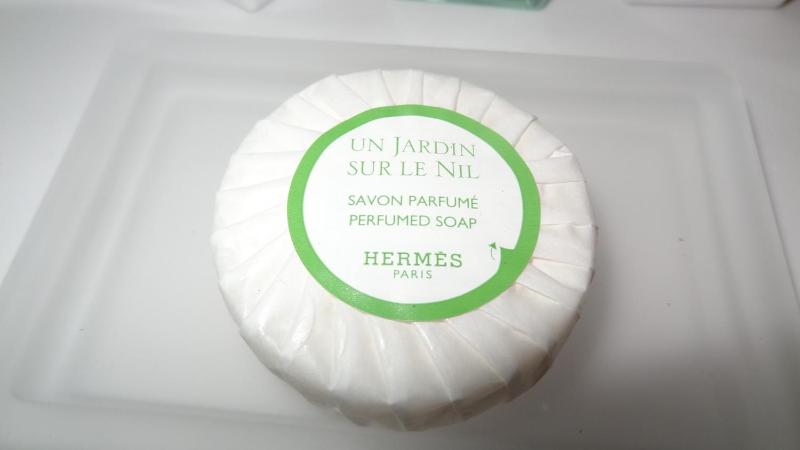 UN JARDIN
SUR LE NIL
SAVON PARFUMÉ
PERFUMED SOAP
HERMÈS
PARIS